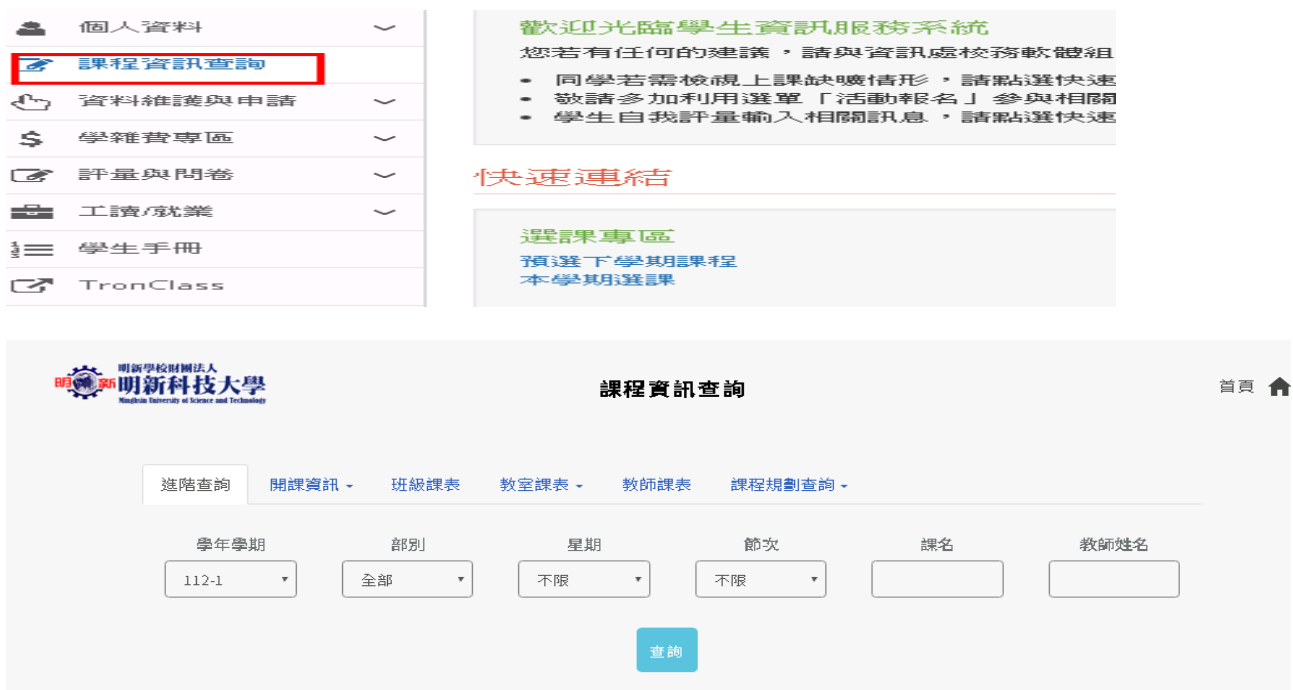 個人資料
課程資訊查詢
資料維護與申請
學雜費專區
評量與問卷
工讀/就業
學生手冊
TronClass
歡迎光臨學生資訊服務系統
您若有任何的建議，請與資訊處校務軟體組
• 同學若需檢視上課缺曠情形，請點選快速
• 敬請多加利用選單「活動報名」參與相關
• 學生自我評量輸入相關訊息，請點選快速
快速連結
選課專區
預選下學期課程
本學期選課
明新學校財團法人
明新 明新科技大學
Minghsin University of Science and Technology
課程資訊查詢
首頁
進階查詢 開課資訊 班級課表 教室課表 教師課表 課程規劃查詢
學年學期 部別 星期 節次 課名 教師姓名
112-1 全部 不限 不限
查詢